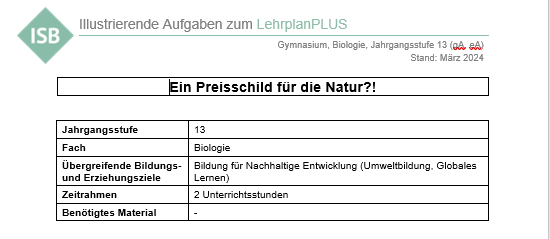 ISB
Illustrierende Aufgaben zum LehrplanPLUS
Gymnasium, Biologie, Jahrgangsstufe 13 (gA, eA)
Stand: März 2024
Ein Preisschild für die Natur?!
Jahrgangsstufe 13
Fach Biologie
Übergreifende Bildungs- Bildung für Nachhaltige Entwicklung (Umweltbildung, Globales
und Erziehungsziele Lernen)
Zeitrahmen 2 Unterrichtsstunden
Benötigtes Material -